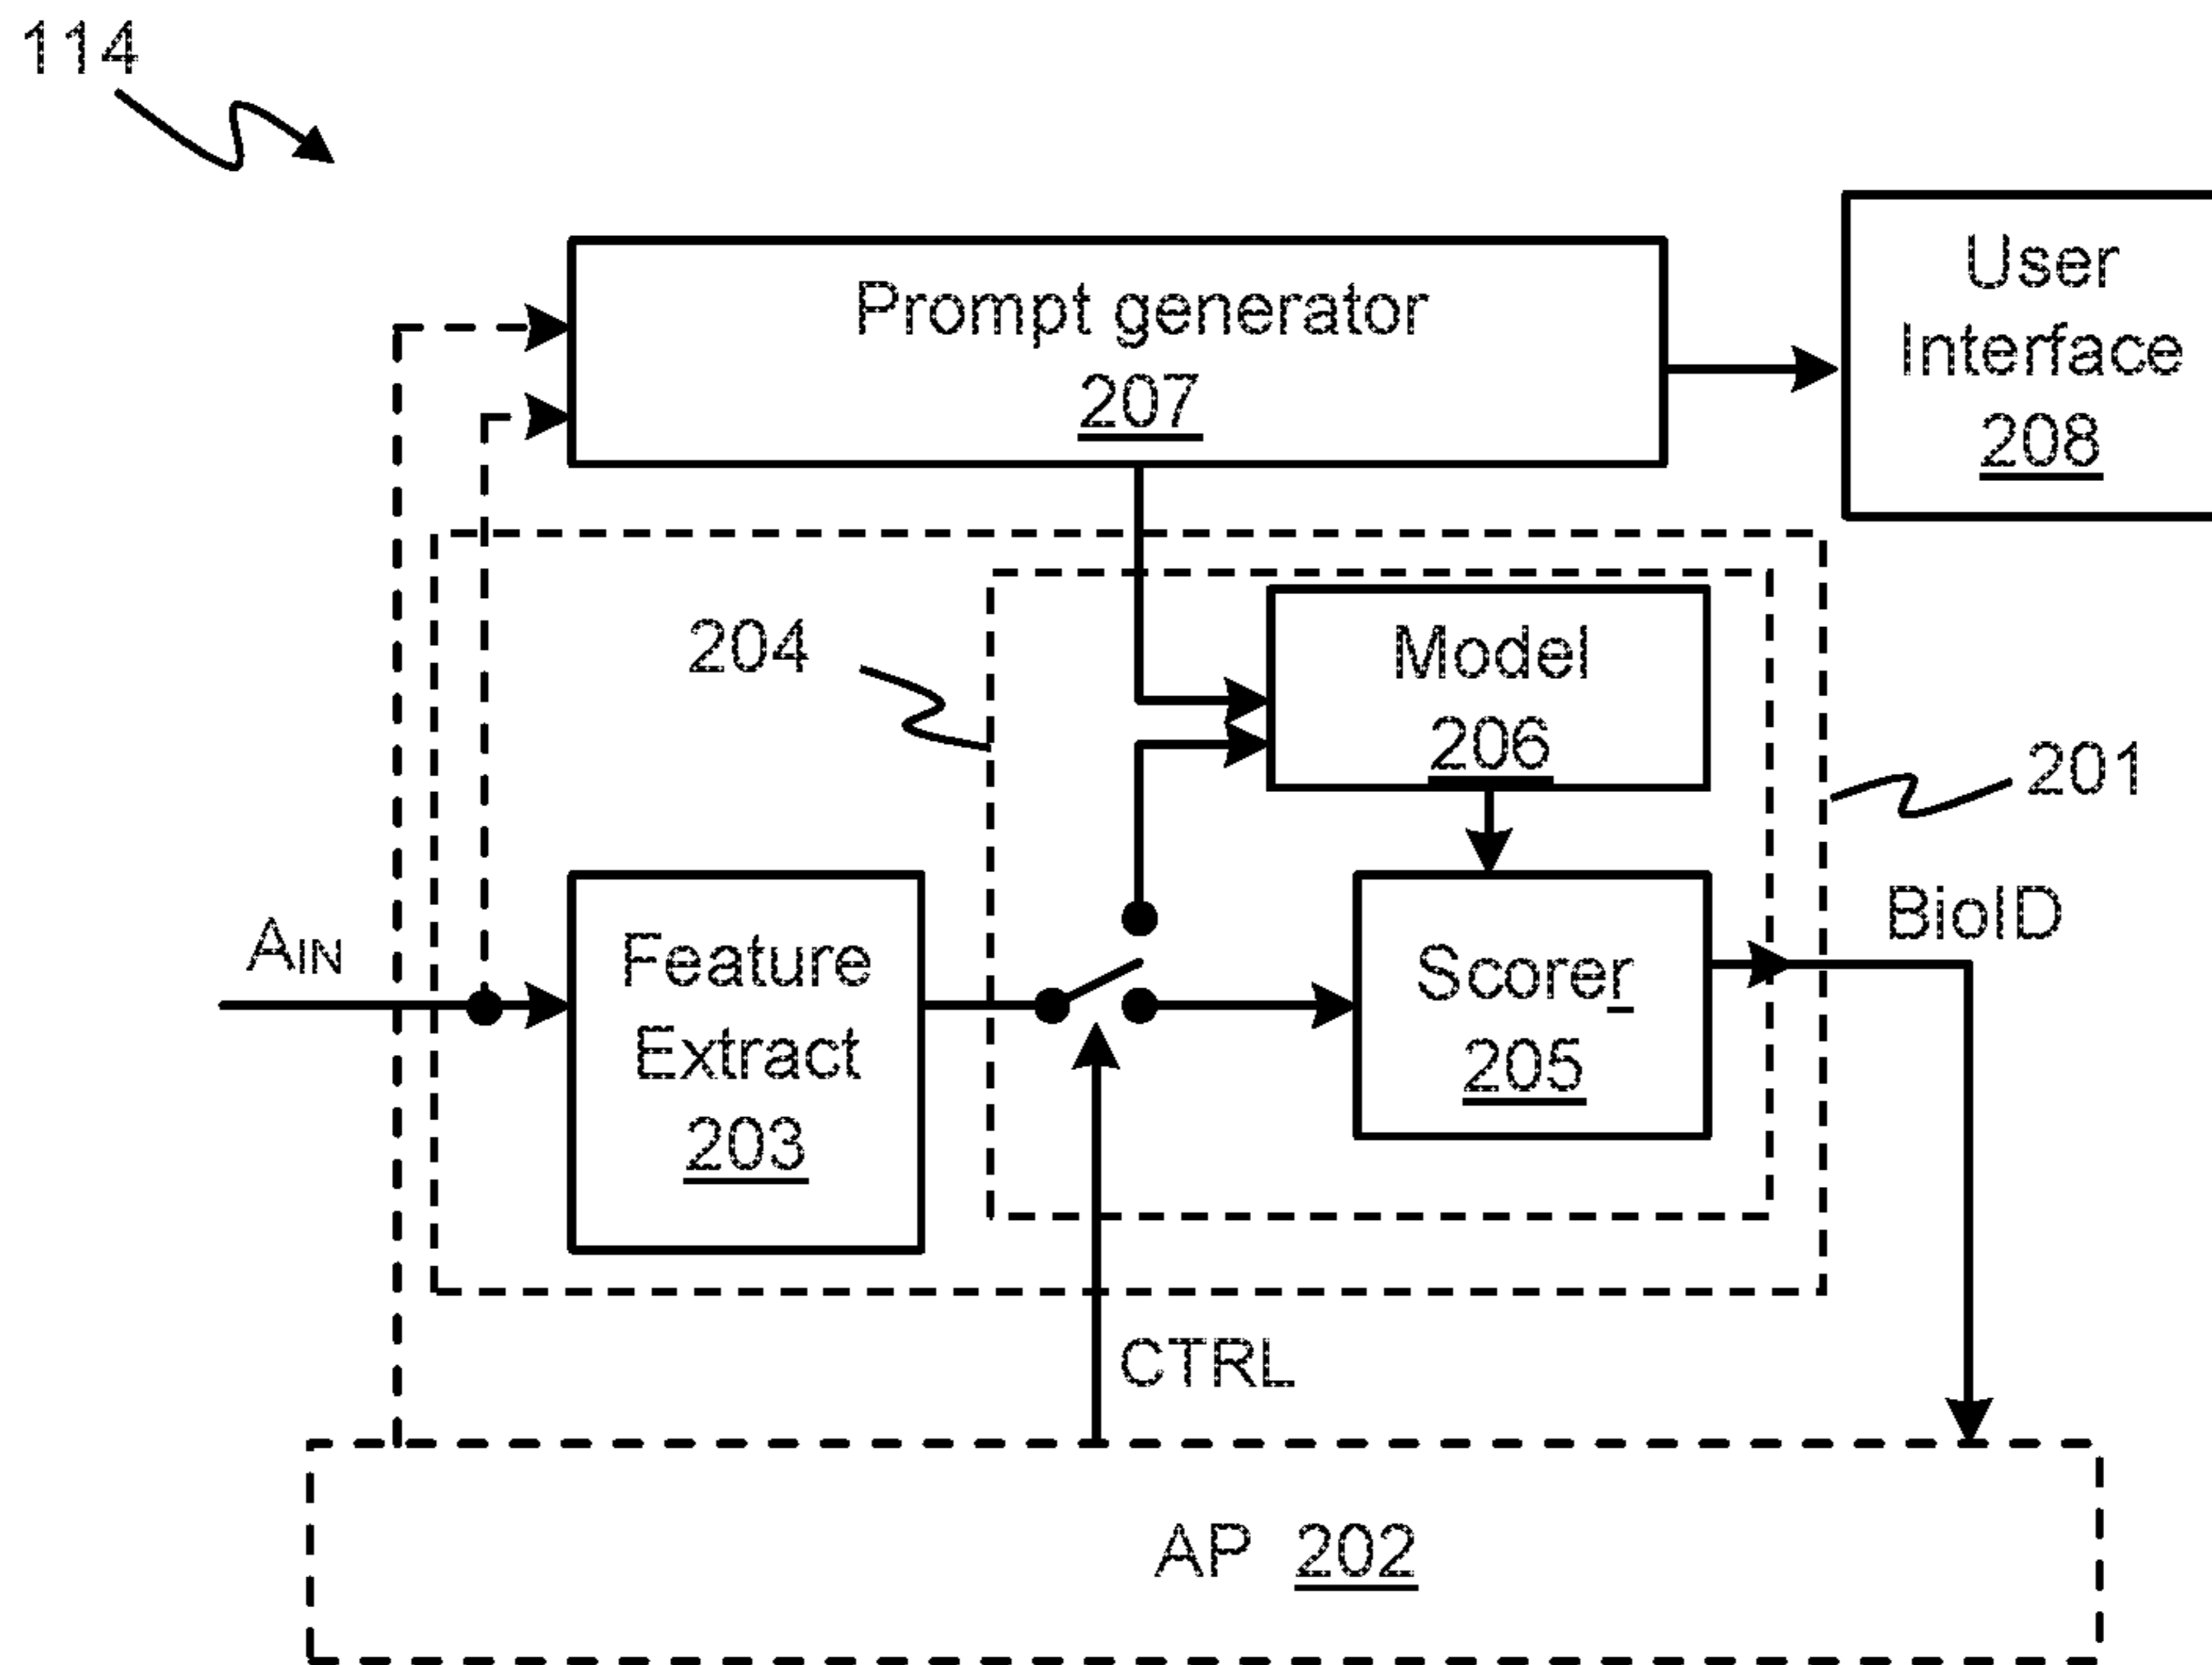 114
Prompt generator
207
User
Interface
208
204
Model
206
201
AIN
Feature
Extract
203
Scorer
205
BioID
CTRL
AP 202